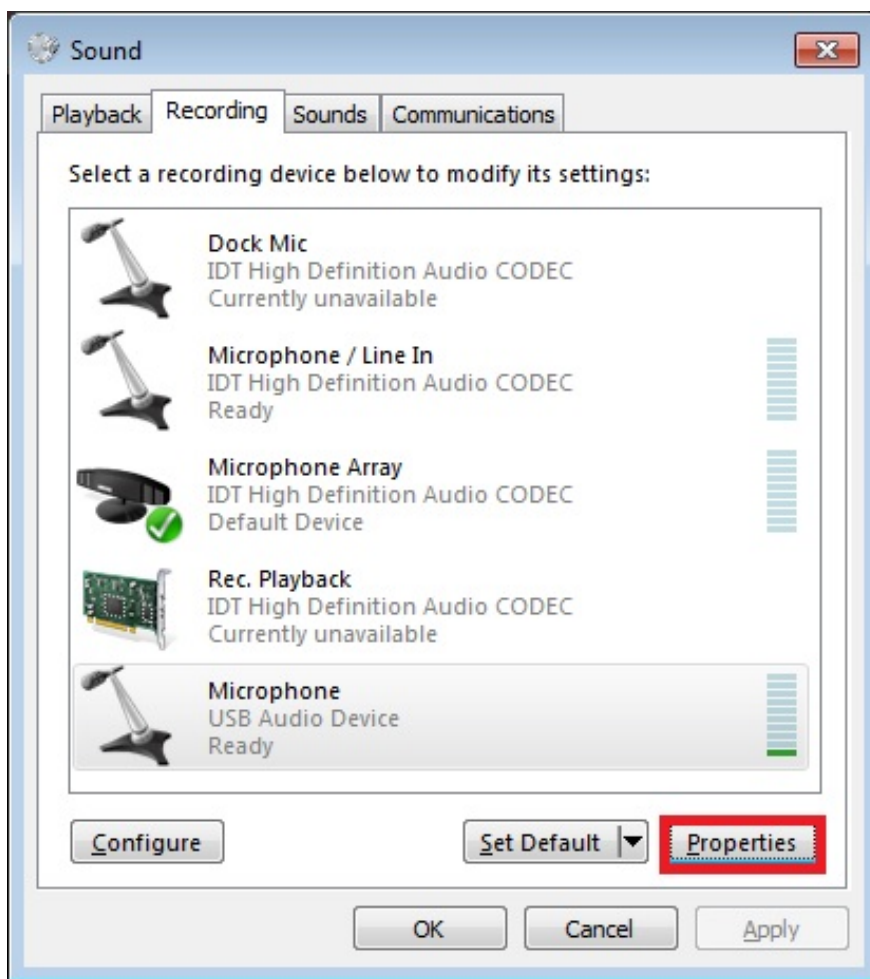 Sound
Playback Recording Sounds Communications
Select a recording device below to modify its settings:
Dock Mic
IDT High Definition Audio CODEC
Currently unavailable
Microphone / Line In
IDT High Definition Audio CODEC
Ready
Microphone Array
IDT High Definition Audio CODEC
Default Device
Rec. Playback
IDT High Definition Audio CODEC
Currently unavailable
Microphone
USB Audio Device
Ready
Configure Set Default Properties
OK Cancel Apply